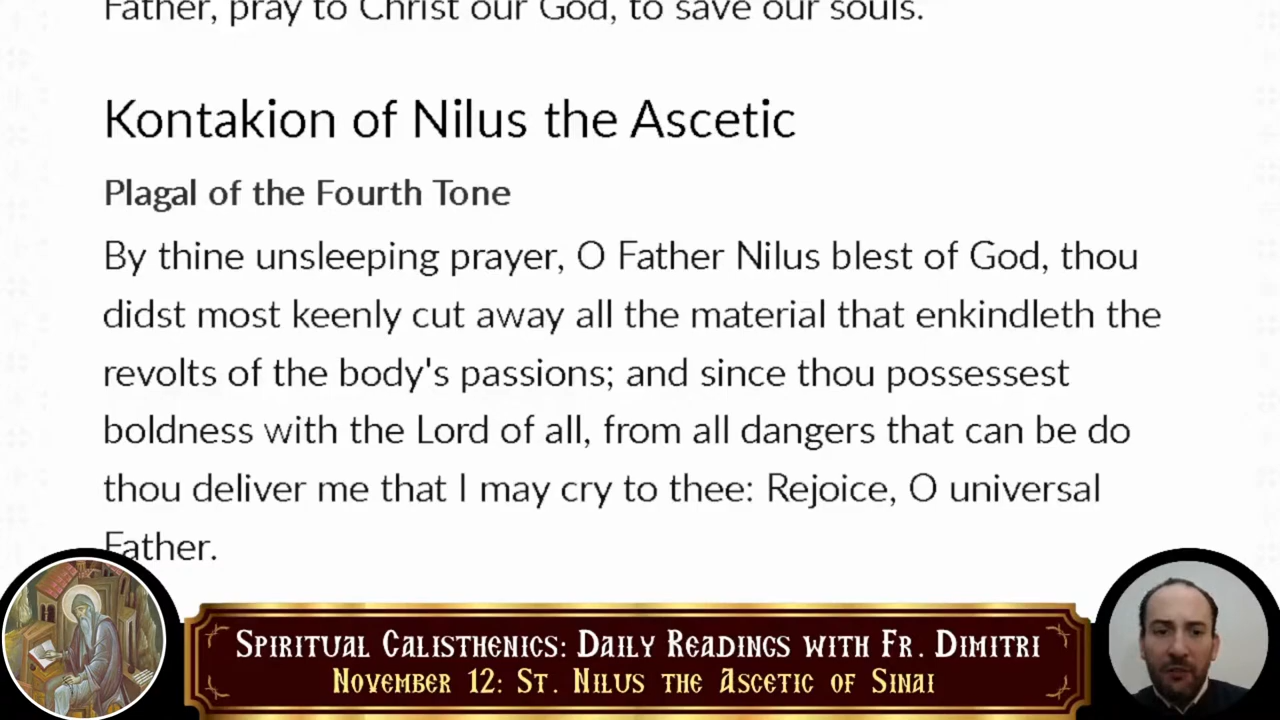 Father, pray to Christ our God, to save our souls.
Kontakion of Nilus the Ascetic
Plagal of the Fourth Tone
By thine unsleeping prayer, O Father Nilus blest of God, thou
didst most keenly cut away all the material that enkindleth the
revolts of the body's passions; and since thou possessest
boldness with the Lord of all, from all dangers that can be do
thou deliver me that I may cry to thee: Rejoice, O universal
Father.
Spiritual Calisthenics: Daily Readings with Fr. Dimitri
November 12: St. Nilus the Ascetic of Sinai